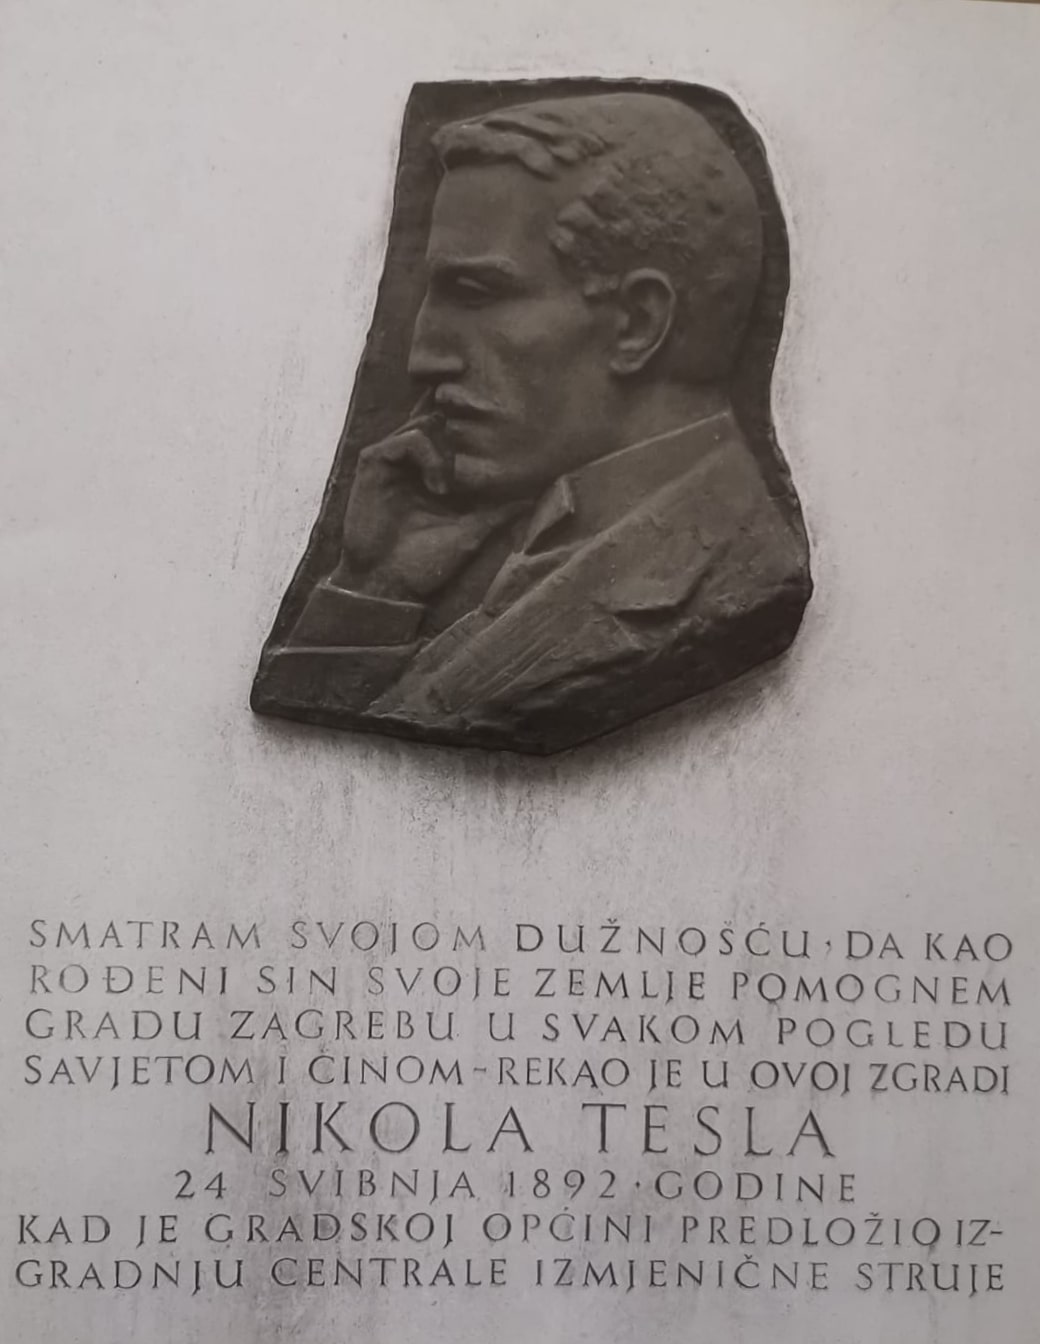 SMATRAM SVOJOM DUŽNOŠĆU, DA KAO
ROĐENI SIN SVOJE ZEMLJE POMOGNEM
GRADU ZAGREBU U SVAKOM POGLEDU
SAVJETOM I ČINOM-REKAO JE U OVOJ ZGRADI
NIKOLA TESLA
24 SVIBNJA 1892·GODINE
KAD JE GRADSKOJ OPĆINI PREDLOŽIO IZ-
GRADNJU CENTRALE IZMJENIČNE STRUJE